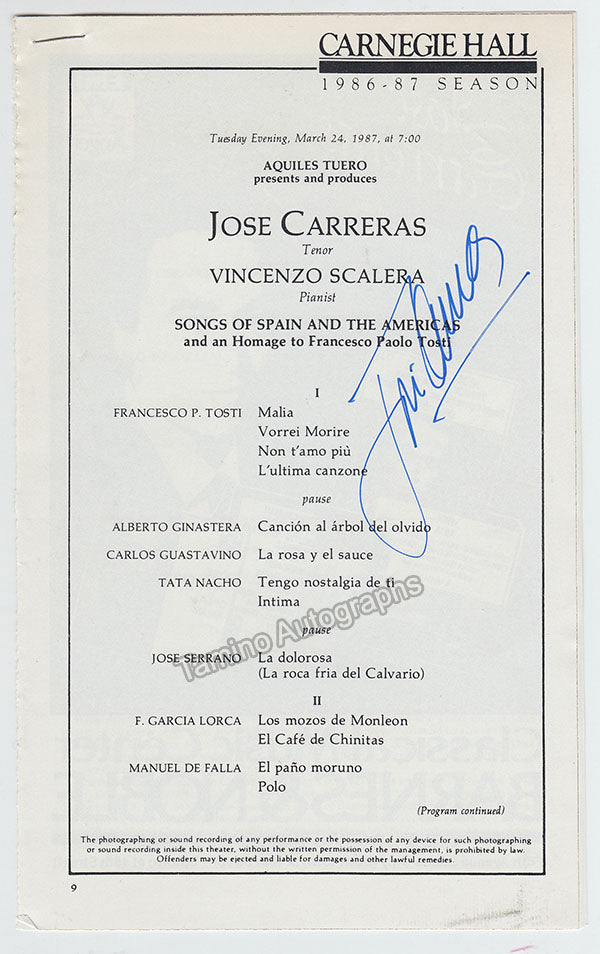 CARNEGIE HALL
1986-87 SEASON
Tuesday Evening, March 24, 1987, at 7:00
AQUILES TUERO
presents and produces
JOSE CARRERAS
Tenor
VINCENZO SCALERA
Pianist
SONGS OF SPAIN AND THE AMERICAS
and an Homage to Francesco Paolo Tosti
I
FRANCESCO P. TOSTI Malia
Vorrei Morire
Non t'amo più
L'ultima canzone
pause
ALBERTO GINASTERA Canción al árbol del olvido
CARLOS GUASTAVINO La rosa y el sauce
TATA NACHO Tengo nostalgia de ti
Intima
pause
Tamino Autographs
JOSE SERRANO La dolorosa
(La roca fria del Calvario)
II
F. GARCIA LORCA Los mozos de Monleon
El Café de Chinitas
MANUEL DE FALLA El paño moruno
Polo
(Program continued)
The photographing or sound recording of any performance or the possession of any device for such photographing
or sound recording inside this theater, without the written permission of the management, is prohibited by law.
Offenders may be ejected and liable for damages and other lawful remedies.
9